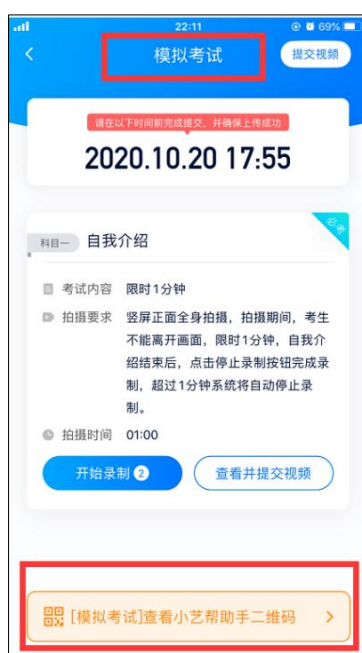 22:11
69%
模拟考试
提交视频
请在以下时间前完成提交，并确保上传成功
2020.10.20 17:55
科目一 自我介绍
必考
考试内容 限时1分钟
拍摄要求 竖屏正面全身拍摄，拍摄期间，考生
不能离开画面，限时1分钟，自我介
绍结束后，点击停止录制按钮完成录
制，超过1分钟系统将自动停止录
制。
拍摄时间 01:00
开始录制 2
查看并提交视频
[模拟考试]查看小艺帮助手二维码